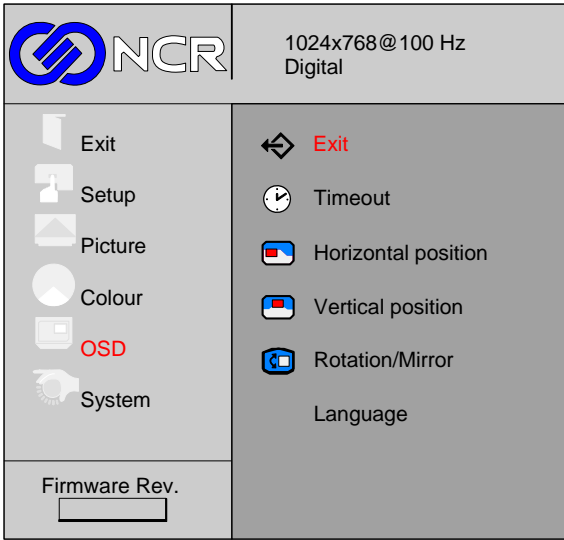 NCR
1024x768@100 Hz
Digital
Exit
Setup
Picture
Colour
OSD
System
Firmware Rev.
Exit
Timeout
Horizontal position
Vertical position
Rotation/Mirror
Language